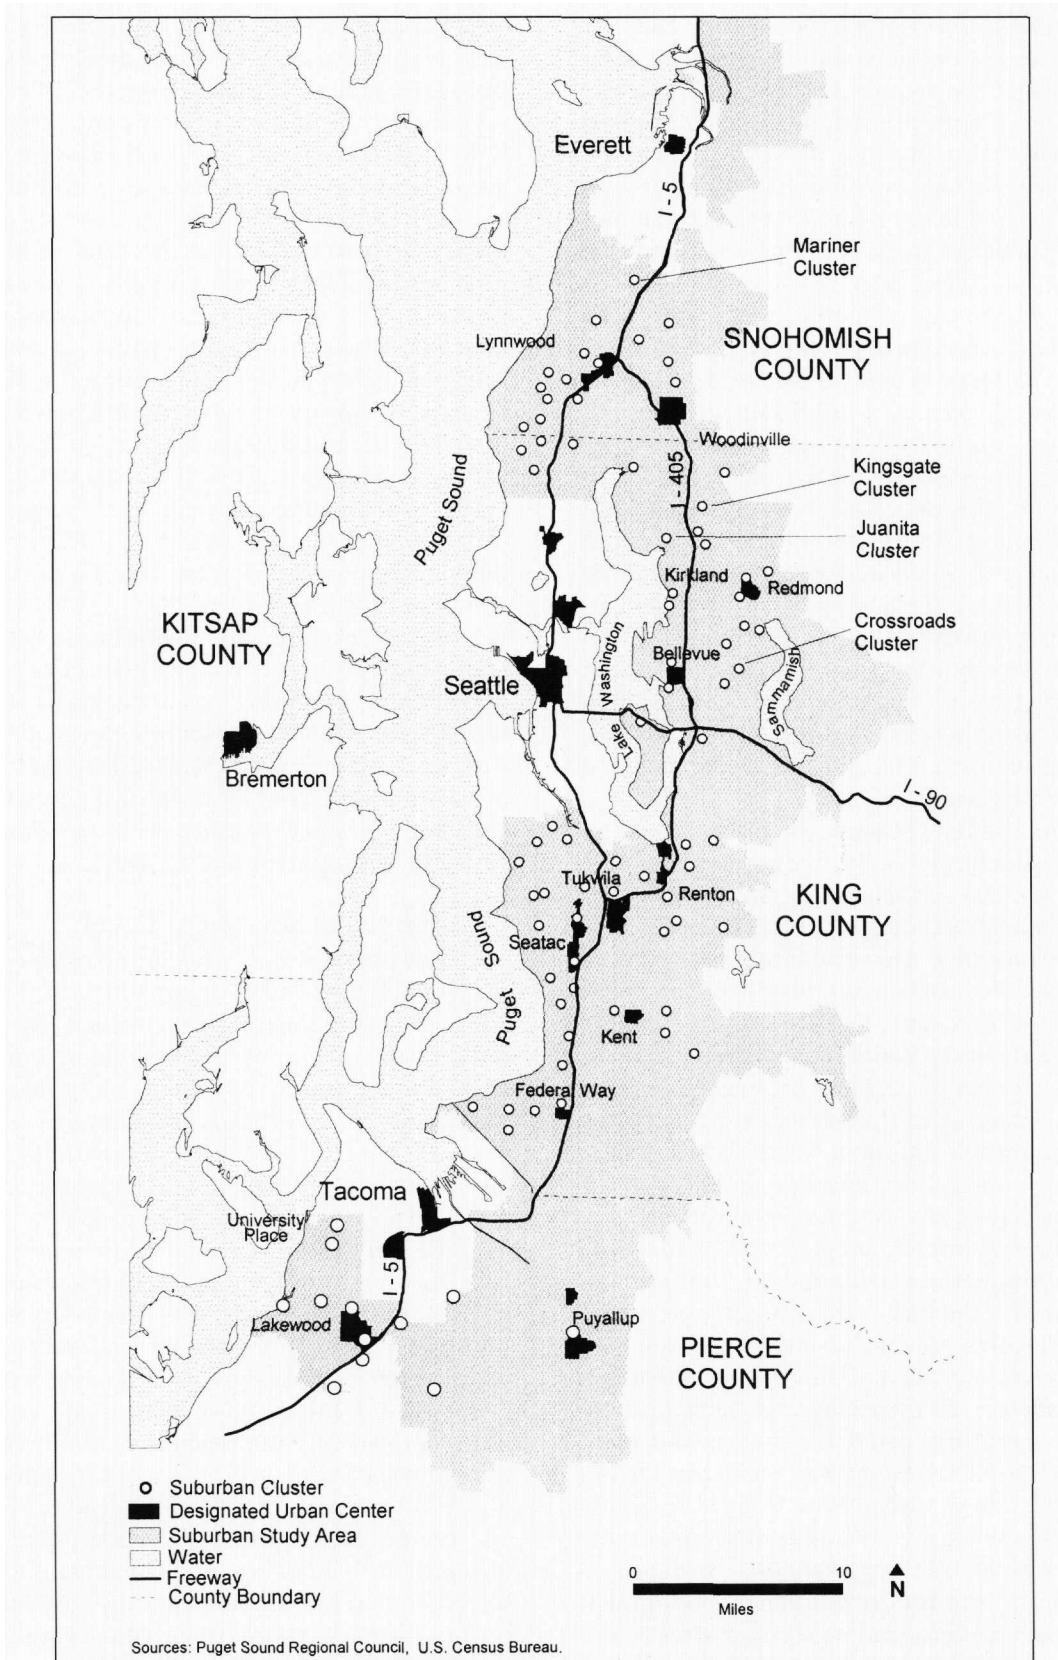 Everett
I - 5
Mariner
Cluster
Lynnwood
SNOHOMISH
COUNTY
Woodinville
Puget Sound
I - 405
Kingsgate
Cluster
Juanita
Cluster
Kirkland
Redmond
KITSAP
COUNTY
Crossroads
Cluster
Bellevue
Seattle
Lake Washington
Sammamish
Bremerton
I - 90
Tukwila
Renton
KING
COUNTY
Seatac
Puget Sound
Kent
Federal Way
Tacoma
University
Place
I - 5
Lakewood
Puyallup
PIERCE
COUNTY
Suburban Cluster
Designated Urban Center
Suburban Study Area
Water
Freeway
County Boundary
0 10
Miles
N
Sources: Puget Sound Regional Council, U.S. Census Bureau.